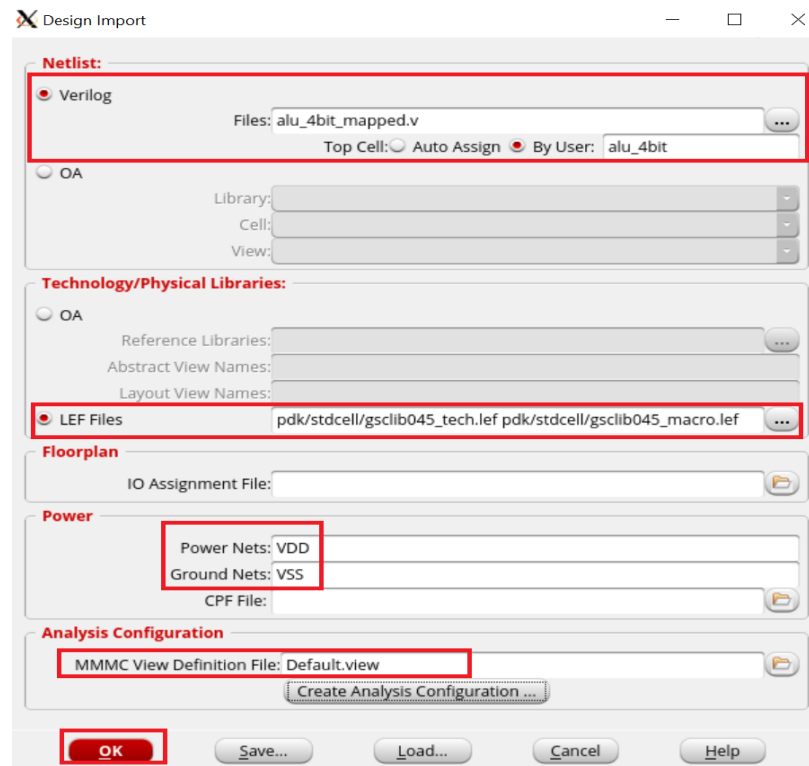 Design Import
Netlist:
Verilog
Files: alu_4bit_mapped.v ...
Top Cell: Auto Assign By User: alu_4bit
OA
Library:
Cell:
View:
Technology/Physical Libraries:
OA
Reference Libraries: ...
Abstract View Names:
Layout View Names:
LEF Files pdk/stdcell/gsclib045_tech.lef pdk/stdcell/gsclib045_macro.lef ...
Floorplan
IO Assignment File:
Power
Power Nets: VDD
Ground Nets: VSS
CPF File:
Analysis Configuration
MMMC View Definition File: Default.view
Create Analysis Configuration ...
OK Save... Load... Cancel Help